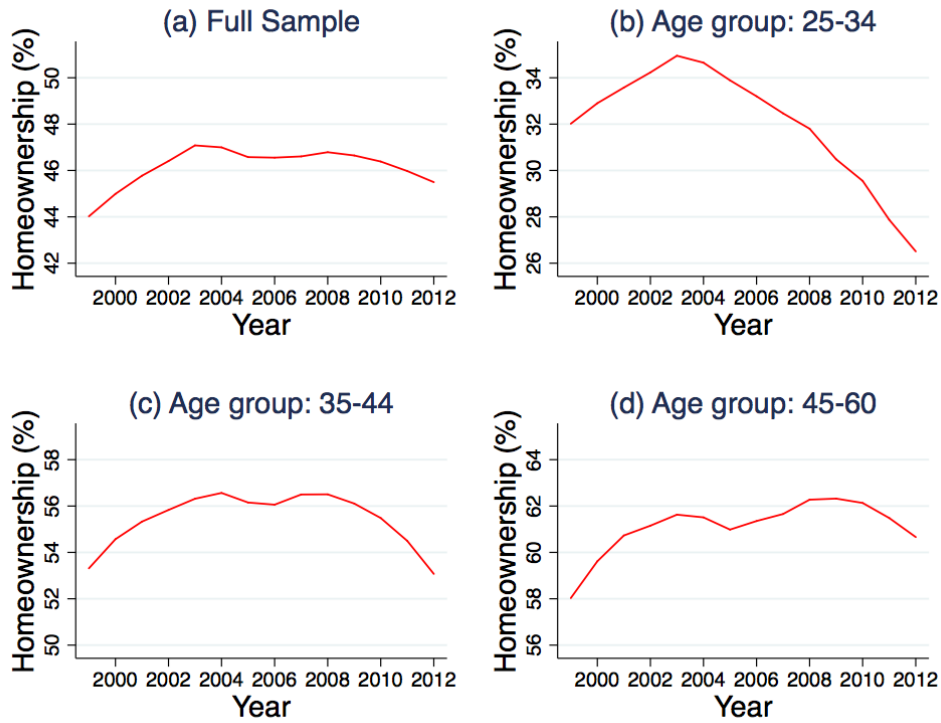 (a) Full Sample
Homeownership (%)
50
48
46
44
42
2000 2002 2004 2006 2008 2010 2012
Year
(b) Age group: 25-34
Homeownership (%)
34
32
30
28
26
2000 2002 2004 2006 2008 2010 2012
Year
(c) Age group: 35-44
Homeownership (%)
58
56
54
52
50
2000 2002 2004 2006 2008 2010 2012
Year
(d) Age group: 45-60
Homeownership (%)
64
62
60
58
56
2000 2002 2004 2006 2008 2010 2012
Year